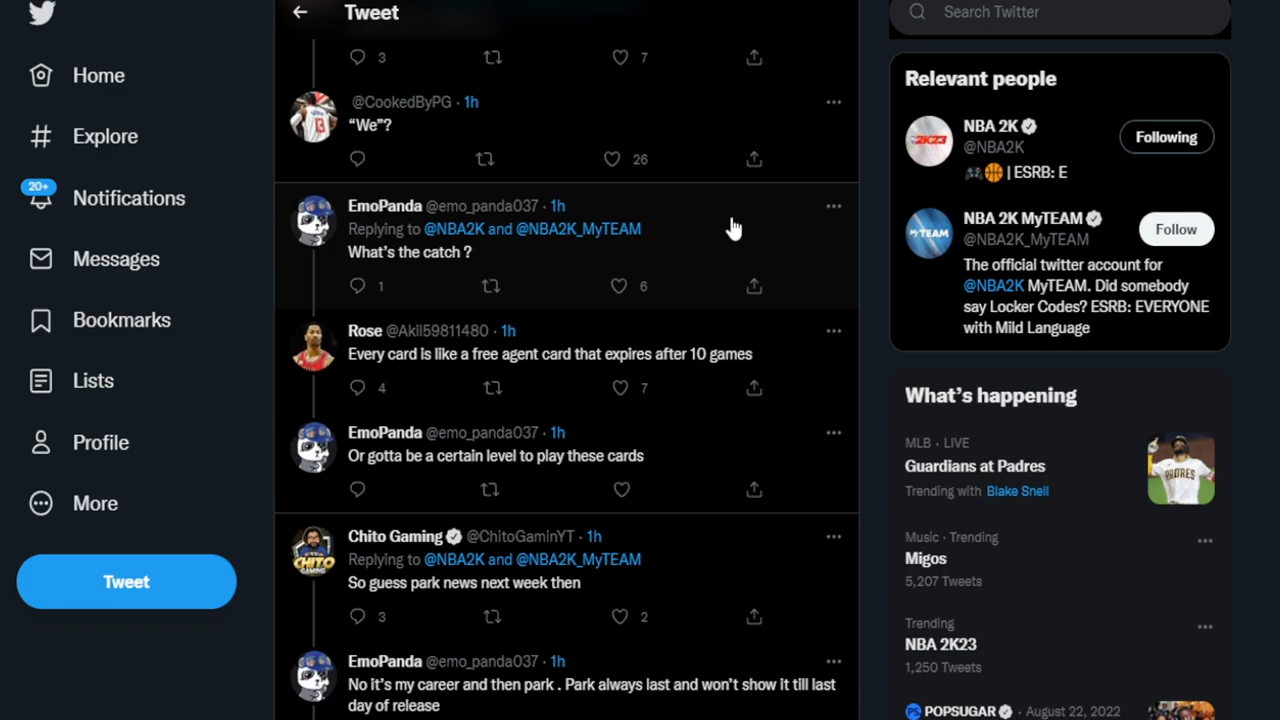 Home
Explore
20+
Notifications
Messages
Bookmarks
Lists
Profile
More
Tweet
Tweet
3 7
@CookedByPG · 1h
“We”?
26
EmoPanda @emo_panda037 · 1h
Replying to @NBA2K and @NBA2K_MyTEAM
What’s the catch ?
1 6
Rose @Akll59811480 · 1h
Every card is like a free agent card that expires after 10 games
4 7
EmoPanda @emo_panda037 · 1h
Or gotta be a certain level to play these cards
Chito Gaming @ChitoGaminYT · 1h
Replying to @NBA2K and @NBA2K_MyTEAM
So guess park news next week then
3 2
EmoPanda @emo_panda037 · 1h
No it’s my career and then park . Park always last and won’t show it till last
day of release
Search Twitter
Relevant people
2K23
NBA 2K
@NBA2K
Following
| ESRB: E
MyTEAM
NBA 2K MyTEAM
@NBA2K_MyTEAM
Follow
The official twitter account for
@NBA2K MyTEAM. Did somebody
say Locker Codes? ESRB: EVERYONE
with Mild Language
What’s happening
MLB · LIVE
Guardians at Padres
Trending with Blake Snell
PADRES
Music · Trending
Migos
5,207 Tweets
Trending
NBA 2K23
1,250 Tweets
POPSUGAR · August 22, 2022
13
CHITO
GAMING